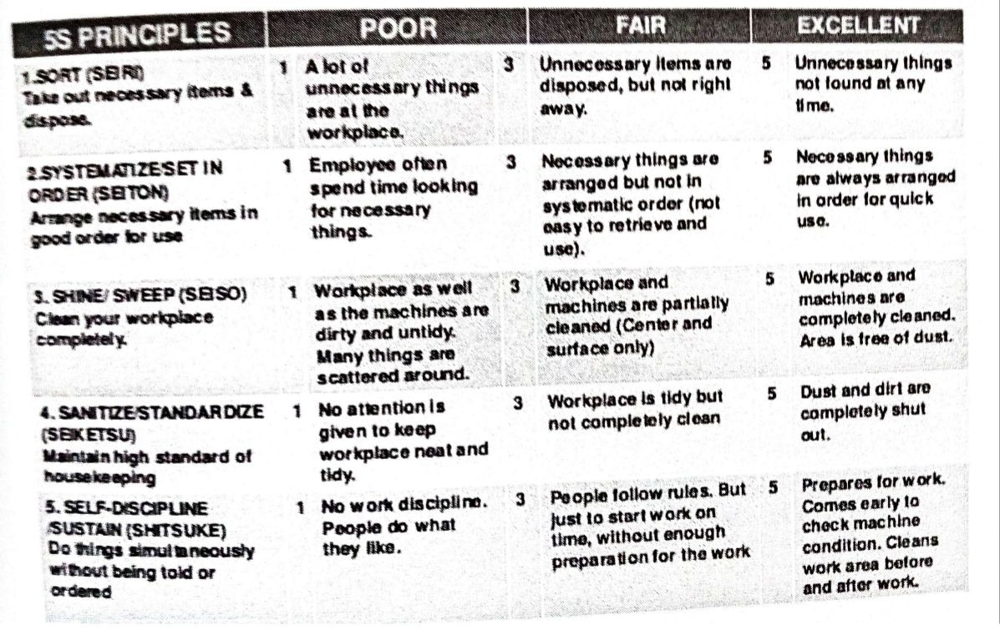 5S PRINCIPLES POOR FAIR EXCELLENT
1.SORT (SEIRI)
Take out necessary items &
dispose.
1 A lot of
unnecessary things
are at the
workplace.
3 Unnecessary items are
disposed, but not right
away.
5 Unnecessary things
not found at any
time.
2.SYSTEMATIZE/SET IN
ORDER (SEITON)
Arrange necessary items in
good order for use
1 Employee often
spend time looking
for necessary
things.
3 Necessary things are
arranged but not in
systematic order (not
easy to retrieve and
use).
5 Necessary things
are always arranged
in order for quick
use.
3. SHINE/ SWEEP (SEISO)
Clean your workplace
completely.
1 Workplace as well
as the machines are
dirty and untidy.
Many things are
scattered around.
3 Workplace and
machines are partially
cleaned (Center and
surface only)
5 Workplace and
machines are
completely cleaned.
Area is free of dust.
4. SANITIZE/STANDARDIZE
(SEIKETSU)
Maintain high standard of
housekeeping
1 No attention is
given to keep
workplace neat and
tidy.
3 Workplace is tidy but
not completely clean
5 Dust and dirt are
completely shut
out.
5. SELF-DISCIPLINE
/SUSTAIN (SHITSUKE)
Do things simultaneously
without being told or
ordered
1 No work discipline.
People do what
they like.
3 People follow rules. But
just to start work on
time, without enough
preparation for the work
5 Prepares for work.
Comes early to
check machine
condition. Cleans
work area before
and after work.